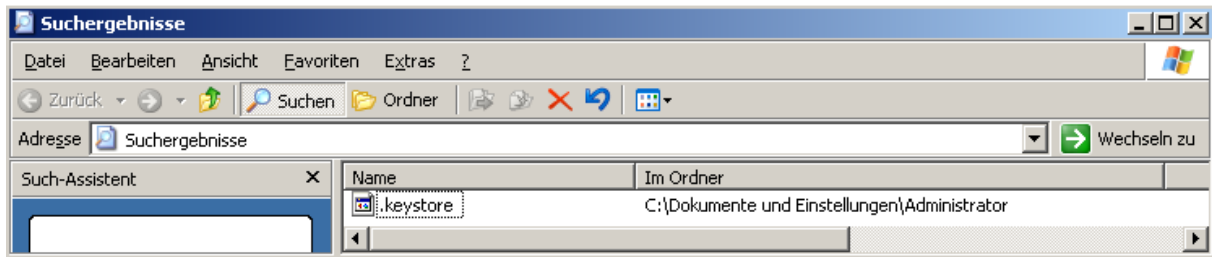 Suchergebnisse
Datei Bearbeiten Ansicht Favoriten Extras ?
Zurück Suchen Ordner
Adresse Suchergebnisse Wechseln zu
Such-Assistent Name Im Ordner
.keystore C:\Dokumente und Einstellungen\Administrator